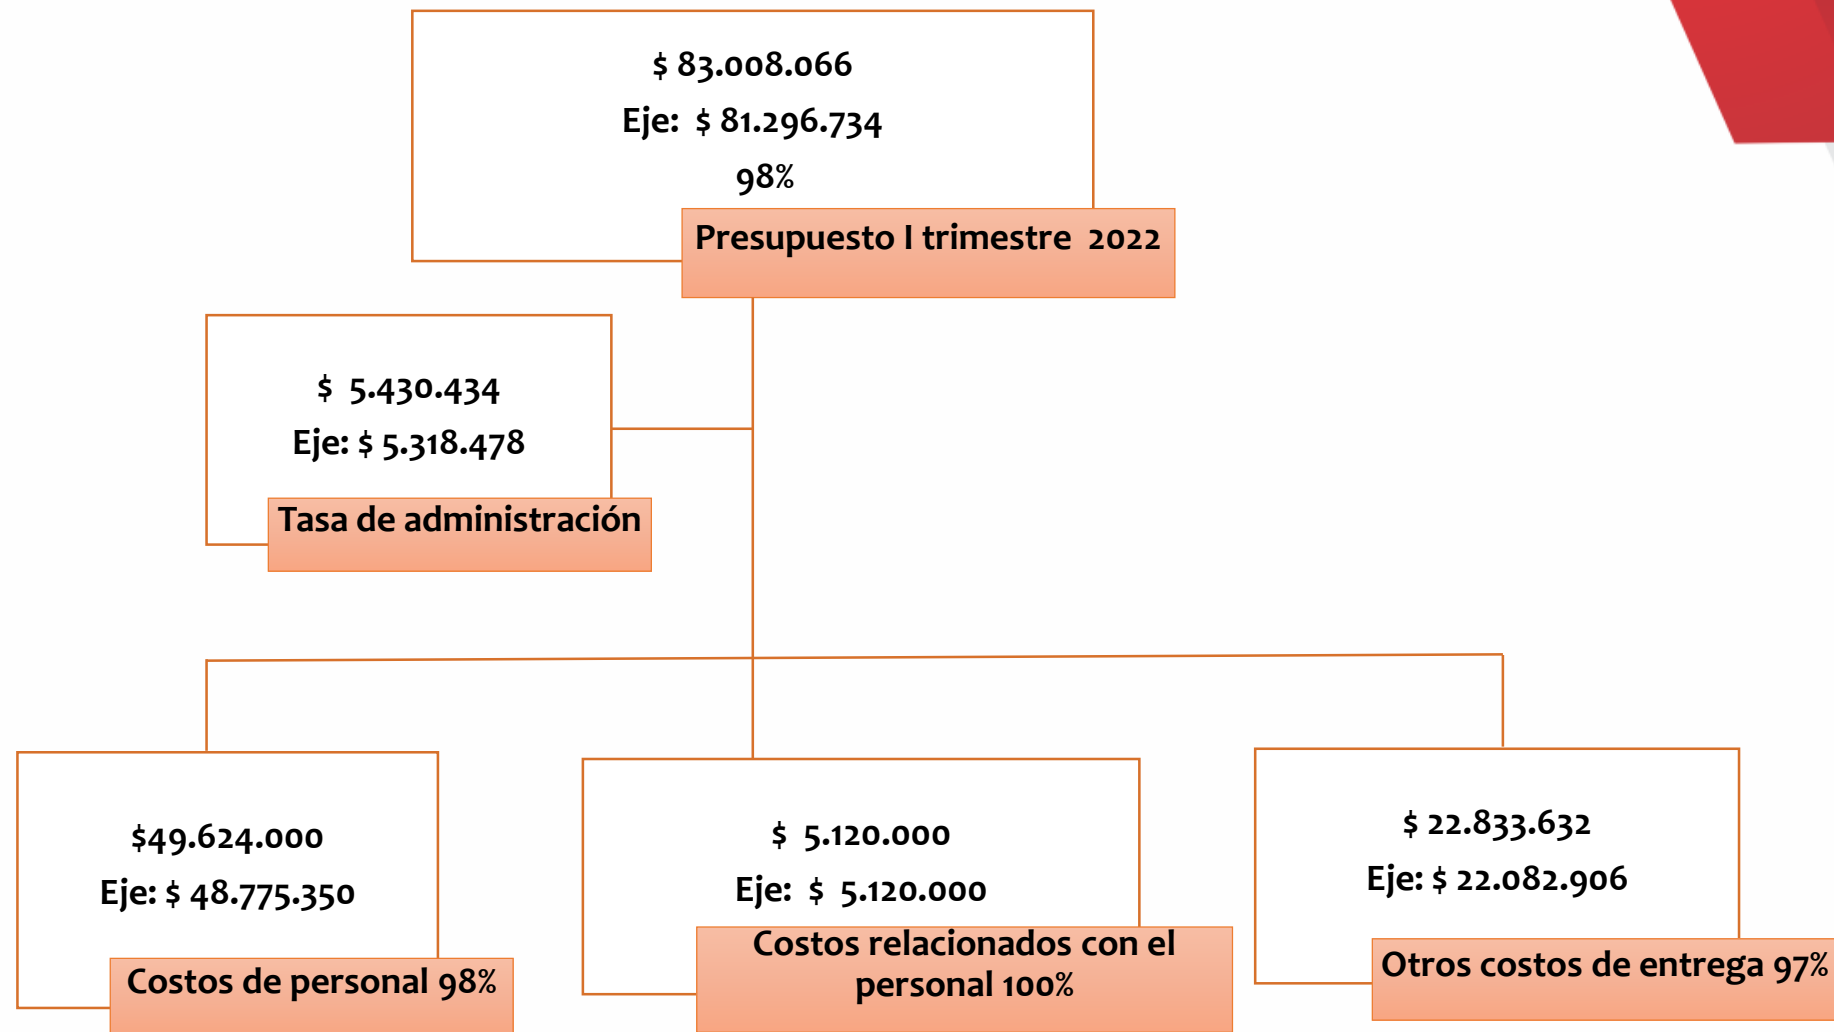 $ 83.008.066
Eje:  $ 81.296.734
98%
Presupuesto I trimestre  2022
$  5.430.434
Eje: $ 5.318.478
Tasa de administración
$49.624.000
Eje: $ 48.775.350
Costos de personal 98%
$  5.120.000
Eje:  $  5.120.000
Costos relacionados con el
personal 100%
$ 22.833.632
Eje: $ 22.082.906
Otros costos de entrega 97%